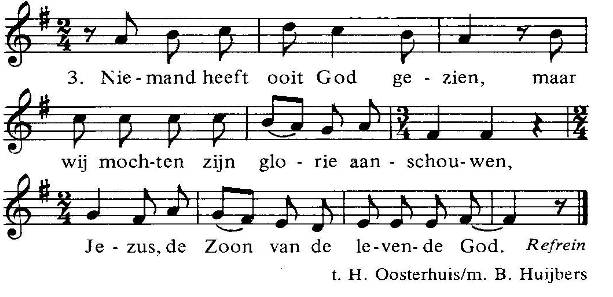 3. Nie-mand heeft ooit God ge-zien, maar
wij moch-ten zijn glo-rie aan-schou-wen,
Je-zus, de Zoon van de le-ven-de God. Refrein
t. H. Oosterhuis/m. B. Huijbers